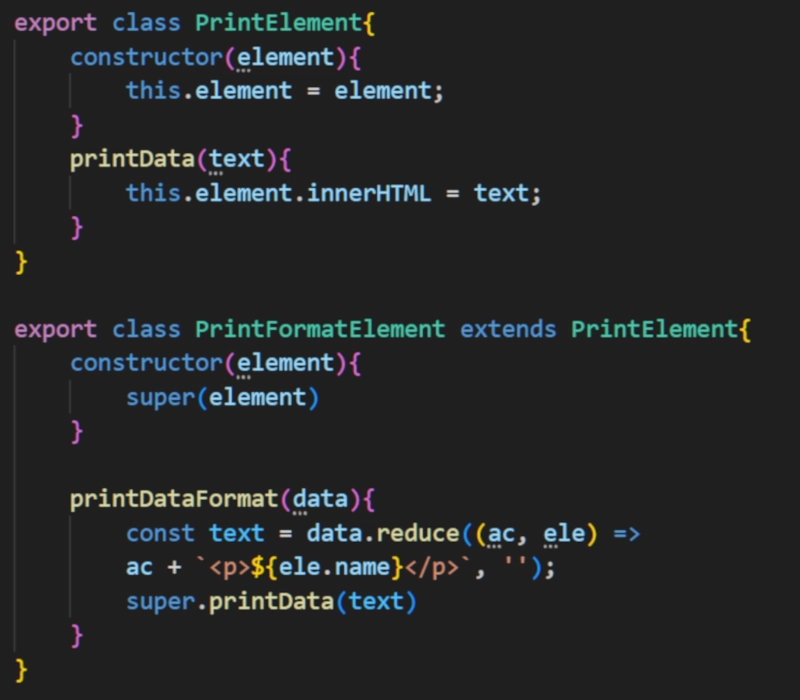 export class PrintElement{
    constructor(element){
        this.element = element;
    }
    printData(text){
        this.element.innerHTML = text;
    }
}

export class PrintFormatElement extends PrintElement{
    constructor(element){
        super(element)
    }

    printDataFormat(data){
        const text = data.reduce((ac, ele) =>
        ac + `<p>${ele.name}</p>`, '');
        super.printData(text)
    }
}